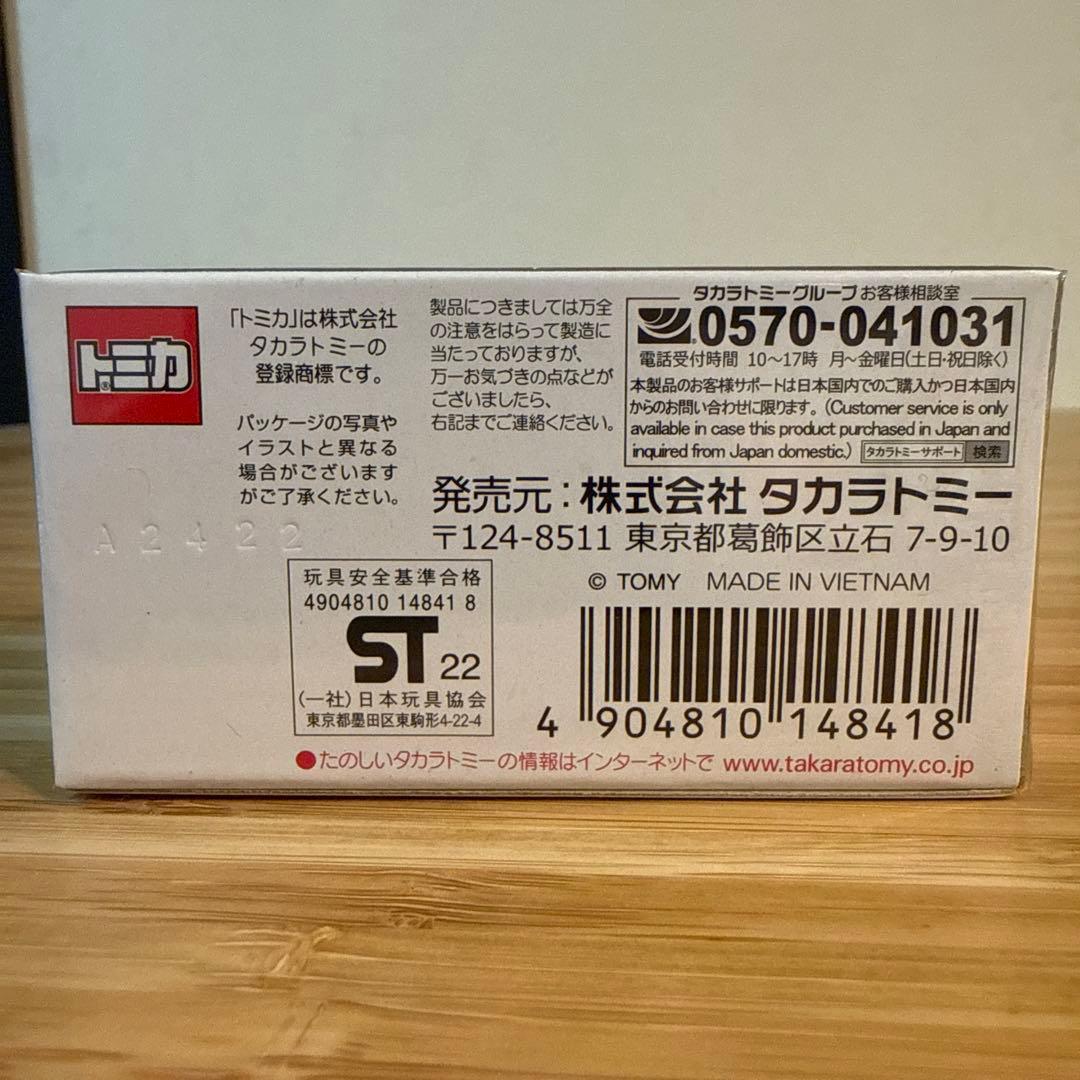 トミカ®
「トミカ」は株式会社
タカラトミーの
登録商標です。
パッケージの写真や
イラストと異なる
場合がございます
がご了承ください。
製品につきましては万全
の注意をはらって製造に
当たっておりますが、
万一お気づきの点などが
ございましたら、
右記までご連絡ください。
タカラトミーグループお客様相談室
0570-041031
電話受付時間 10〜17時 月〜金曜日(土日・祝日除く)
本製品のお客様サポートは日本国内でのご購入かつ日本国内
からのお問い合わせに限ります。(Customer service is only
available in case this product purchased in Japan and
inquired from Japan domestic.) タカラトミーサポート 検索
発売元:株式会社 タカラトミー
〒124-8511 東京都葛飾区立石 7-9-10
© TOMY MADE IN VIETNAM
A2422
玩具安全基準合格
4904810 14841 8
ST 22
(一社)日本玩具協会
東京都墨田区東駒形4-22-4
4 904810 148418
●たのしいタカラトミーの情報はインターネットで www.takaratomy.co.jp